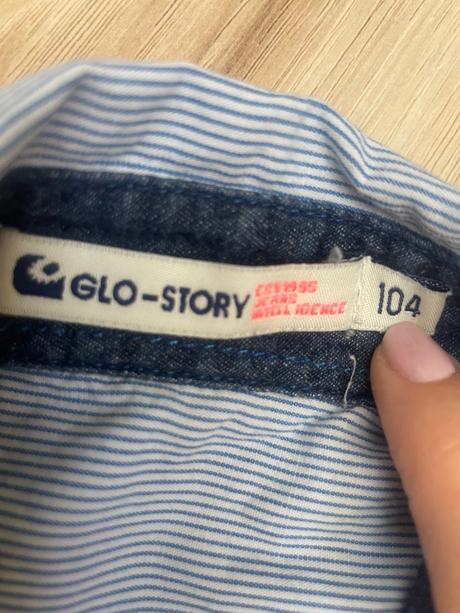 GLO-STORY
EST1995
JEANS
INTELLIGENCE
104